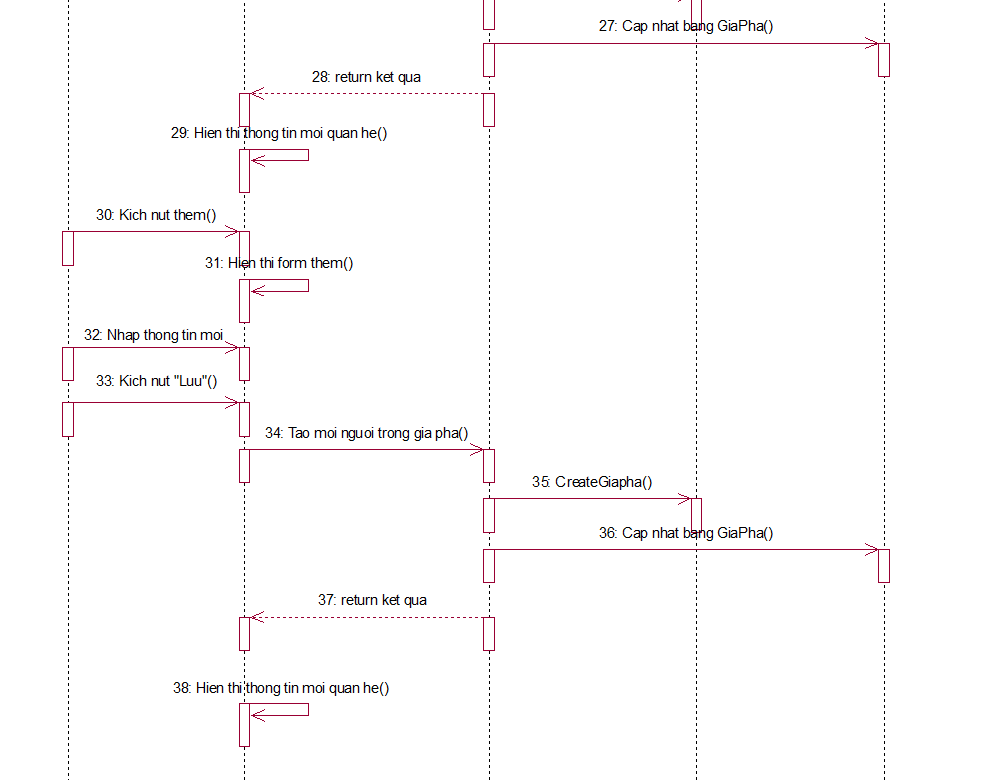 27: Cap nhat bang GiaPha()
28: return ket qua
29: Hien thi thong tin moi quan he()
30: Kich nut them()
31: Hien thi form them()
32: Nhap thong tin moi
33: Kich nut "Luu"()
34: Tao moi nguoi trong gia pha()
35: CreateGiapha()
36: Cap nhat bang GiaPha()
37: return ket qua
38: Hien thi thong tin moi quan he()